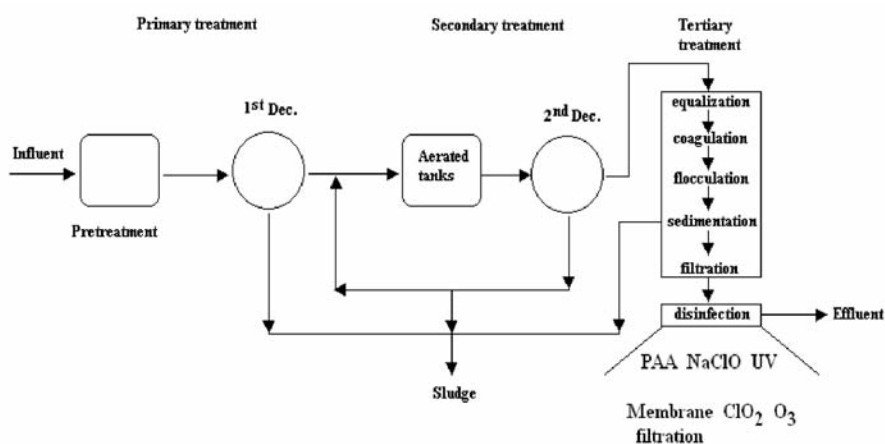 Primary treatment
Secondary treatment
Tertiary
treatment
1st Dec.
2nd Dec.
equalization
coagulation
flocculation
sedimentation
filtration
Influent
Aerated
tanks
Pretreatment
disinfection
Effluent
PAA NaClO UV
Sludge
Membrane ClO2 O3
filtration